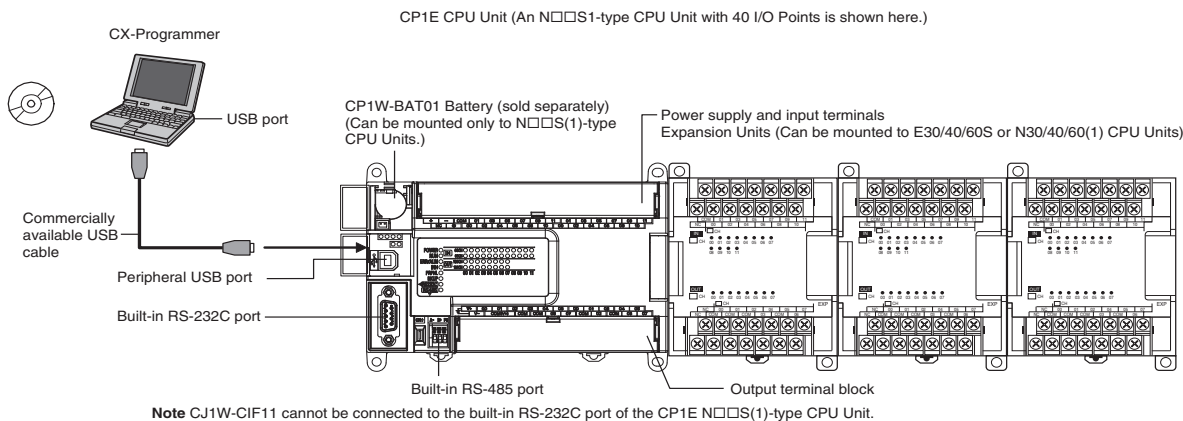 CP1E CPU Unit (An N□□S1-type CPU Unit with 40 I/O Points is shown here.)
CX-Programmer
USB port
CP1W-BAT01 Battery (sold separately)
(Can be mounted only to N□□S(1)-type
CPU Units.)
Power supply and input terminals
Expansion Units (Can be mounted to E30/40/60S or N30/40/60(1) CPU Units)
Commercially
available USB
cable
Peripheral USB port
Built-in RS-232C port
Built-in RS-485 port
Output terminal block
Note CJ1W-CIF11 cannot be connected to the built-in RS-232C port of the CP1E N□□S(1)-type CPU Unit.